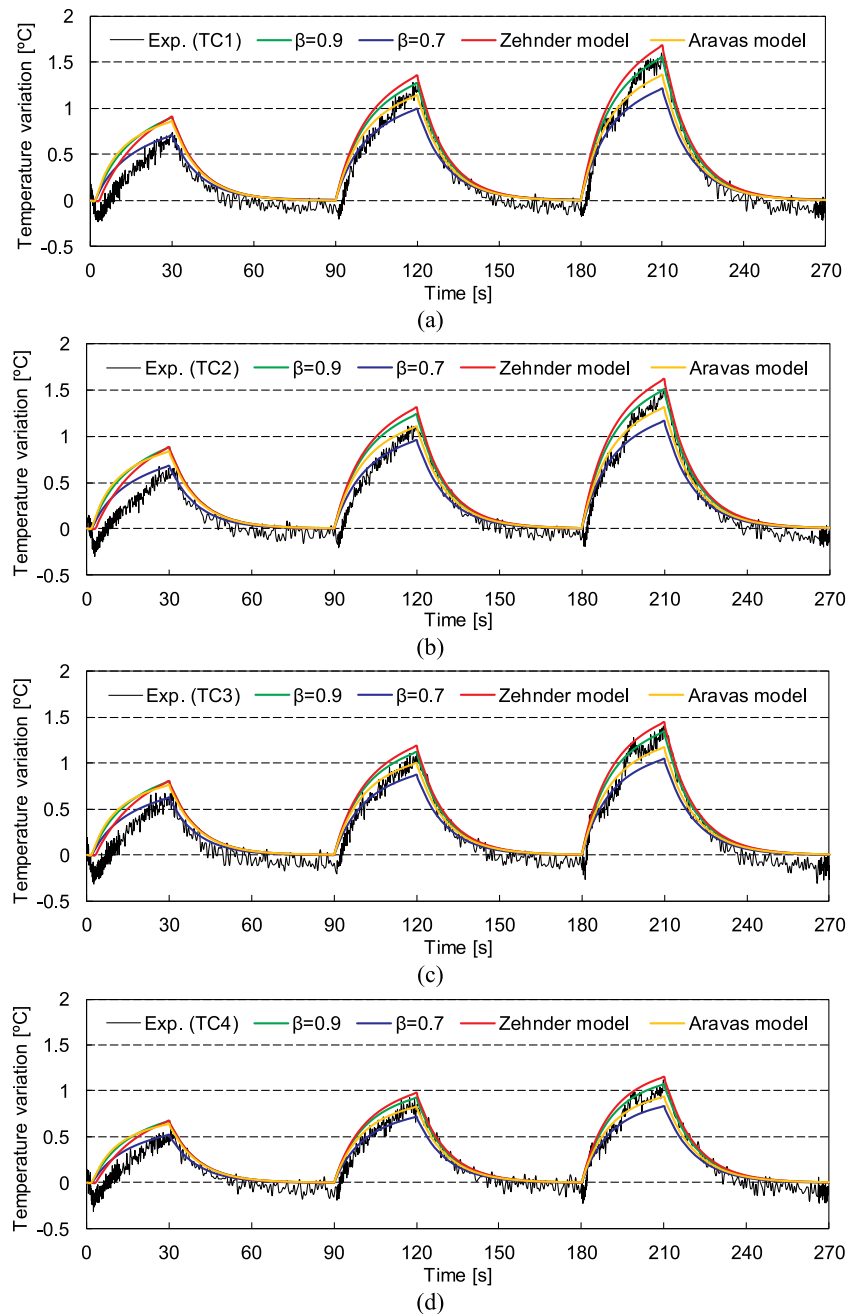 Temperature variation [ºC]
2
1.5
1
0.5
0
-0.5
Exp. (TC1) β=0.9 β=0.7 Zehnder model Aravas model
0 30 60 90 120 150 180 210 240 270
Time [s]
(a)
Temperature variation [ºC]
2
1.5
1
0.5
0
-0.5
Exp. (TC2) β=0.9 β=0.7 Zehnder model Aravas model
0 30 60 90 120 150 180 210 240 270
Time [s]
(b)
Temperature variation [ºC]
2
1.5
1
0.5
0
-0.5
Exp. (TC3) β=0.9 β=0.7 Zehnder model Aravas model
0 30 60 90 120 150 180 210 240 270
Time [s]
(c)
Temperature variation [ºC]
2
1.5
1
0.5
0
-0.5
Exp. (TC4) β=0.9 β=0.7 Zehnder model Aravas model
0 30 60 90 120 150 180 210 240 270
Time [s]
(d)